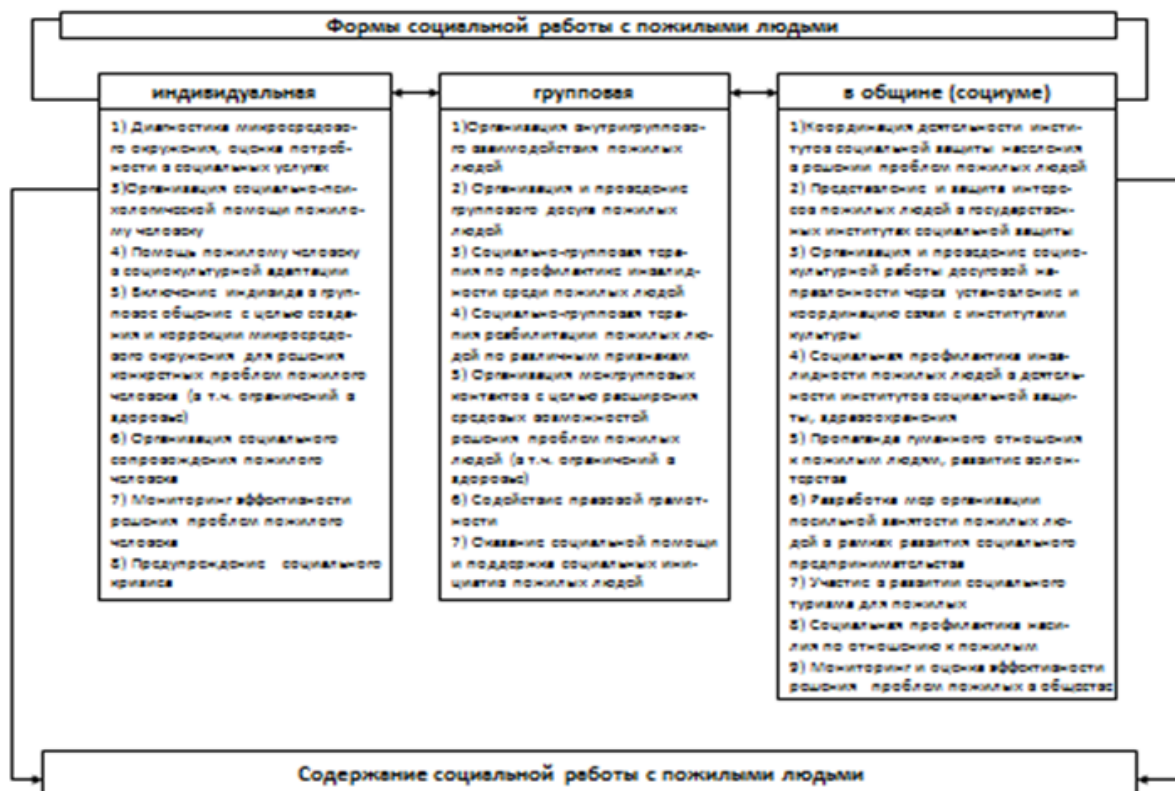 Формы социальной работы с пожилыми людьми
индивидуальная
1) Диагностика микросредово-
го окружения, оценка потреб-
ности в социальных услугах
3)Организация социально-пси-
хологической помощи пожило-
му человеку
4) Помощь пожилому человеку
в социокультурной адаптации
5) Включение индивида в груп-
повое общение с целью созда-
ния и коррекции микросредо-
вого окружения для решения
конкретных проблем пожилого
человека (в т.ч. ограничений в
здоровье)
6) Организация социального
сопровождения пожилого
человека
7) Мониторинг эффективности
решения проблем пожилого
человека
8) Предупреждение социального
кризиса
групповая
1)Организация внутригруппово-
го взаимодействия пожилых
людей
2) Организация и проведение
группового досуга пожилых
людей
3) Социально-групповая тера-
пия по профилактике инвалид-
ности среди пожилых людей
4) Социально-групповая тера-
пия реабилитации пожилых лю-
дей по различным признакам
5) Организация межгрупповых
контактов с целью расширения
средовых возможностей
решения проблем пожилых
людей (в т.ч. ограничений в
здоровье)
6) Содействие правовой грамот-
ности
7) Оказание социальной помощи
и поддержка социальных ини-
циатив пожилых людей
в общине (социуме)
1)Координация деятельности инсти-
тутов социальной защиты населения
в решении проблем пожилых людей
2) Представление и защита интере-
сов пожилых людей в государствен-
ных институтах социальной защиты
3) Организация и проведение социо-
культурной работы досуговой на-
правленности через установление и
координацию связи с институтами
культуры
4) Социальная профилактика инва-
лидности пожилых людей в деятель-
ности институтов социальной защи-
ты, здравоохранения
5) Пропаганда гуманного отношения
к пожилым людям, развитие волон-
терства
6) Разработка мер организации
посильной занятости пожилых лю-
дей в рамках развития социального
предпринимательства
7) Участие в развитии социального
туризма для пожилых
8) Социальная профилактика наси-
лия по отношению к пожилым
9) Мониторинг и оценка эффективности
решения проблем пожилых в обществе
Содержание социальной работы с пожилыми людьми